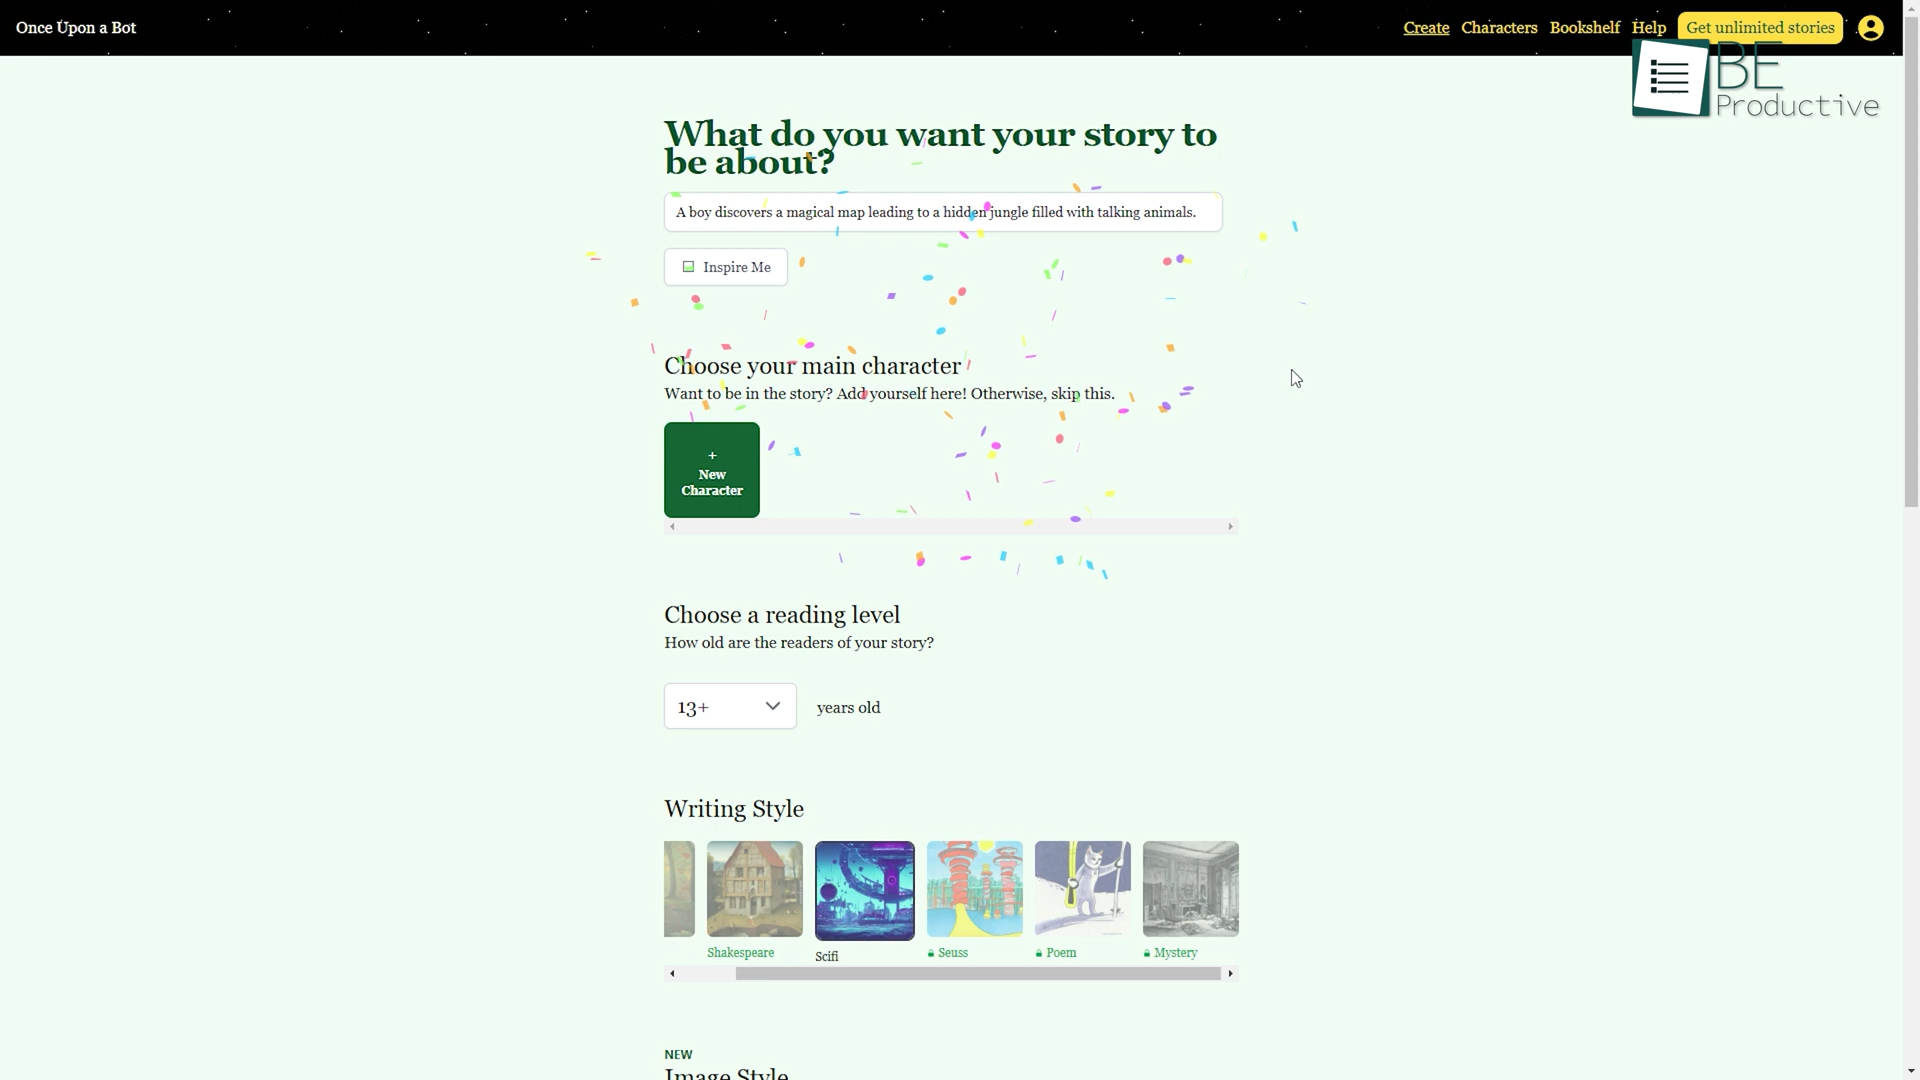 Once Upon a Bot
Create Characters Bookshelf Help Get unlimited stories
BE
Productive
What do you want your story to
be about?
A boy discovers a magical map leading to a hidden jungle filled with talking animals.
Inspire Me
Choose your main character
Want to be in the story? Add yourself here! Otherwise, skip this.
+
New
Character
Choose a reading level
How old are the readers of your story?
13+ years old
Writing Style
Shakespeare Scifi Seuss Poem Mystery
NEW
Image Style